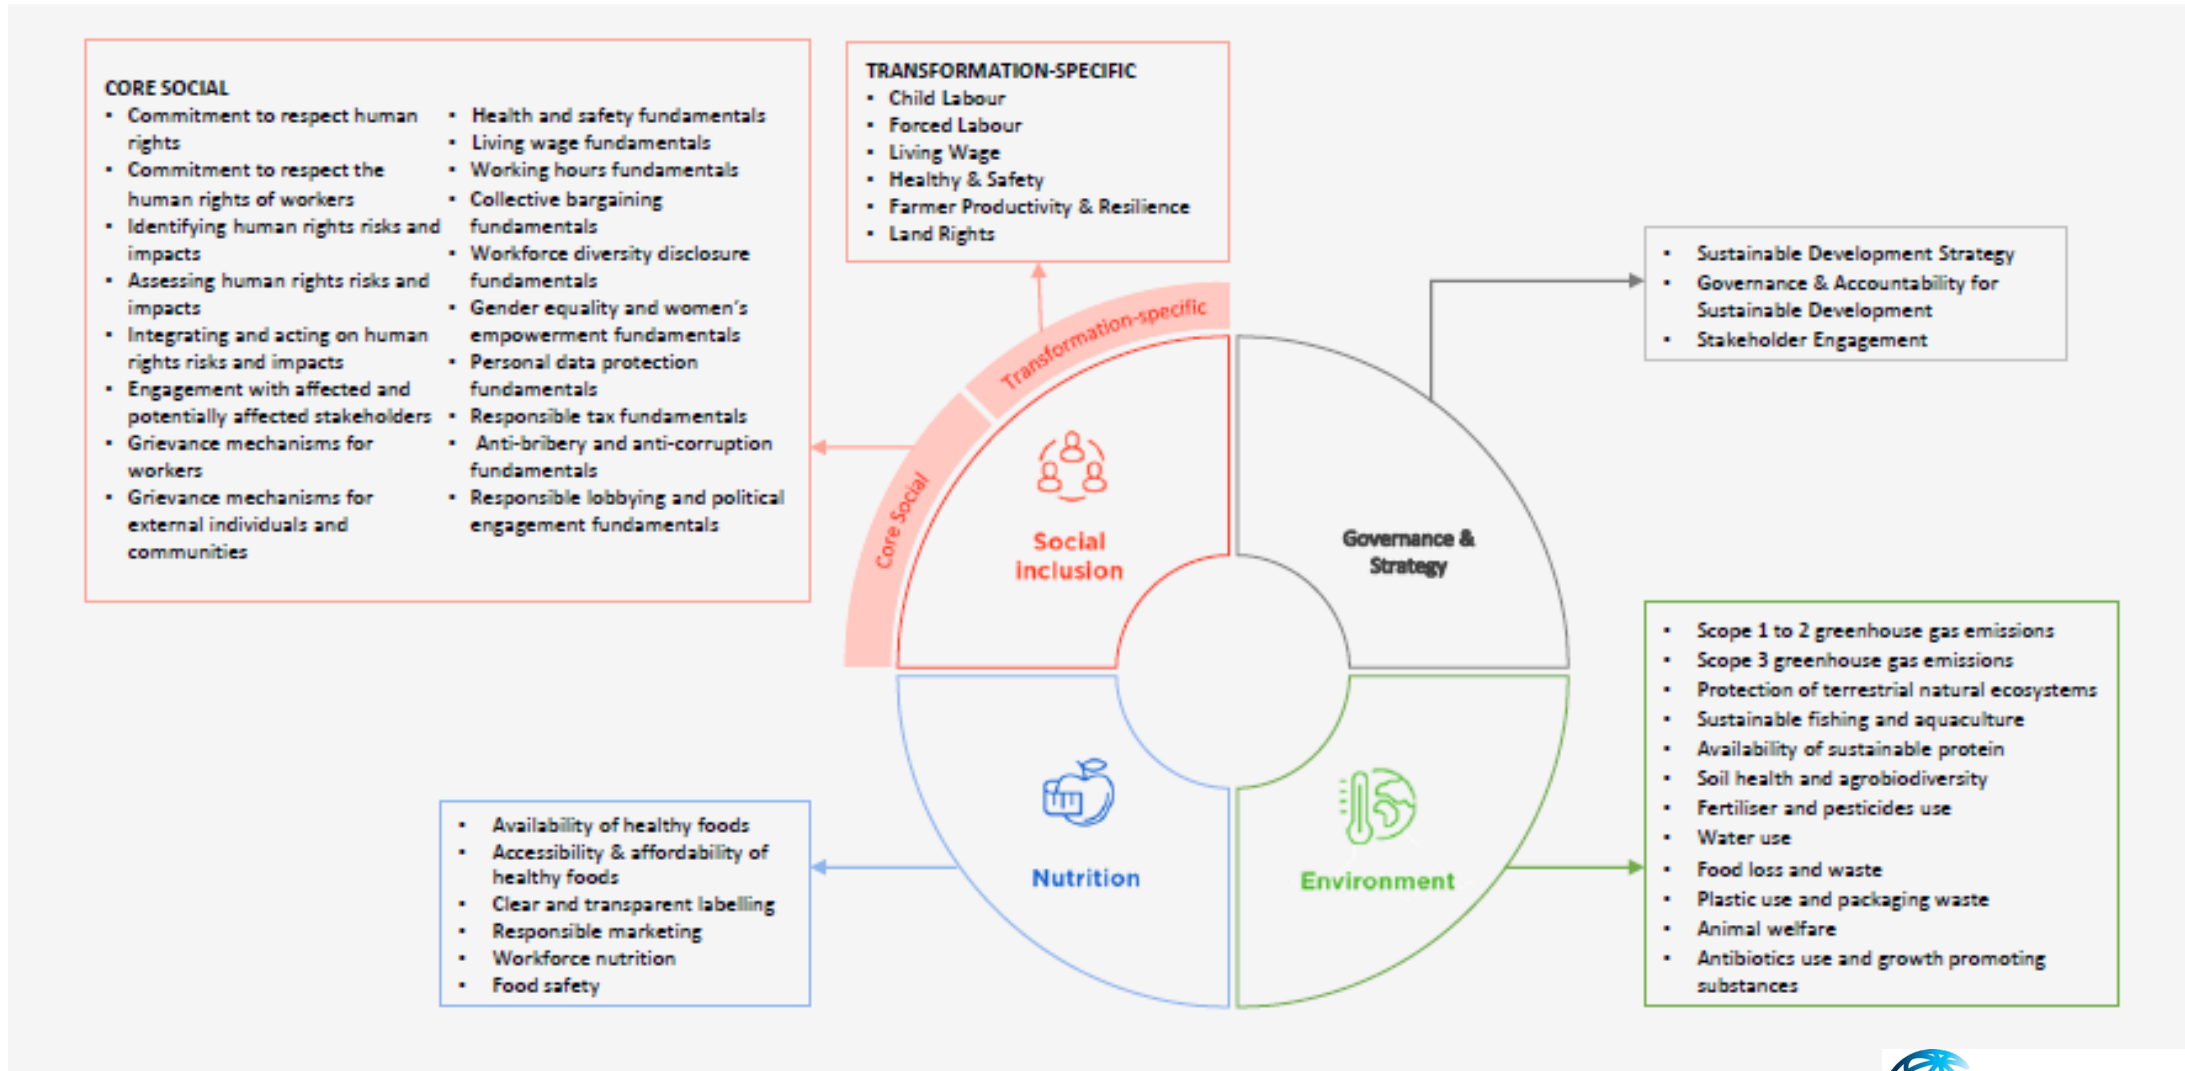 CORE SOCIAL
▪ Commitment to respect human
rights
▪ Commitment to respect the
human rights of workers
▪ Identifying human rights risks and
impacts
▪ Assessing human rights risks and
impacts
▪ Integrating and acting on human
rights risks and impacts
▪ Engagement with affected and
potentially affected stakeholders
▪ Grievance mechanisms for
workers
▪ Grievance mechanisms for
external individuals and
communities
▪ Health and safety fundamentals
▪ Living wage fundamentals
▪ Working hours fundamentals
▪ Collective bargaining
fundamentals
▪ Workforce diversity disclosure
fundamentals
▪ Gender equality and women's
empowerment fundamentals
▪ Personal data protection
fundamentals
▪ Responsible tax fundamentals
▪ Anti-bribery and anti-corruption
fundamentals
▪ Responsible lobbying and political
engagement fundamentals
TRANSFORMATION-SPECIFIC
▪ Child Labour
▪ Forced Labour
▪ Living Wage
▪ Healthy & Safety
▪ Farmer Productivity & Resilience
▪ Land Rights
▪ Sustainable Development Strategy
▪ Governance & Accountability for
Sustainable Development
▪ Stakeholder Engagement
Transformation-specific
Core Social
Social
inclusion
Governance &
Strategy
Nutrition
Environment
▪ Availability of healthy foods
▪ Accessibility & affordability of
healthy foods
▪ Clear and transparent labelling
▪ Responsible marketing
▪ Workforce nutrition
▪ Food safety
▪ Scope 1 to 2 greenhouse gas emissions
▪ Scope 3 greenhouse gas emissions
▪ Protection of terrestrial natural ecosystems
▪ Sustainable fishing and aquaculture
▪ Availability of sustainable protein
▪ Soil health and agrobiodiversity
▪ Fertiliser and pesticides use
▪ Water use
▪ Food loss and waste
▪ Plastic use and packaging waste
▪ Animal welfare
▪ Antibiotics use and growth promoting
substances